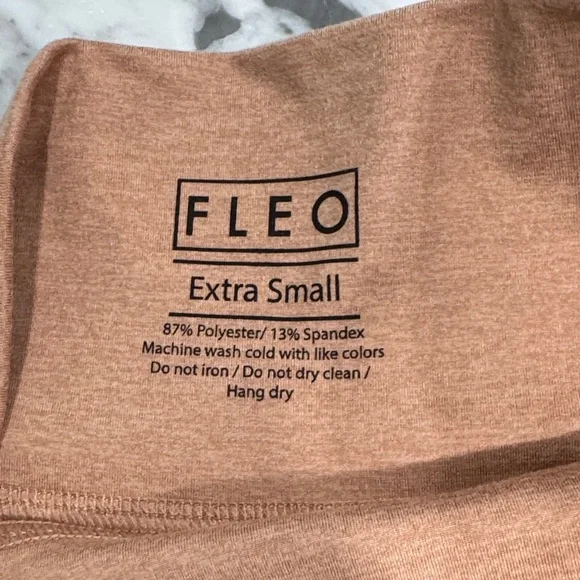 FLEO
Extra Small
87% Polyester/ 13% Spandex
Machine wash cold with like colors
Do not iron / Do not dry clean /
Hang dry